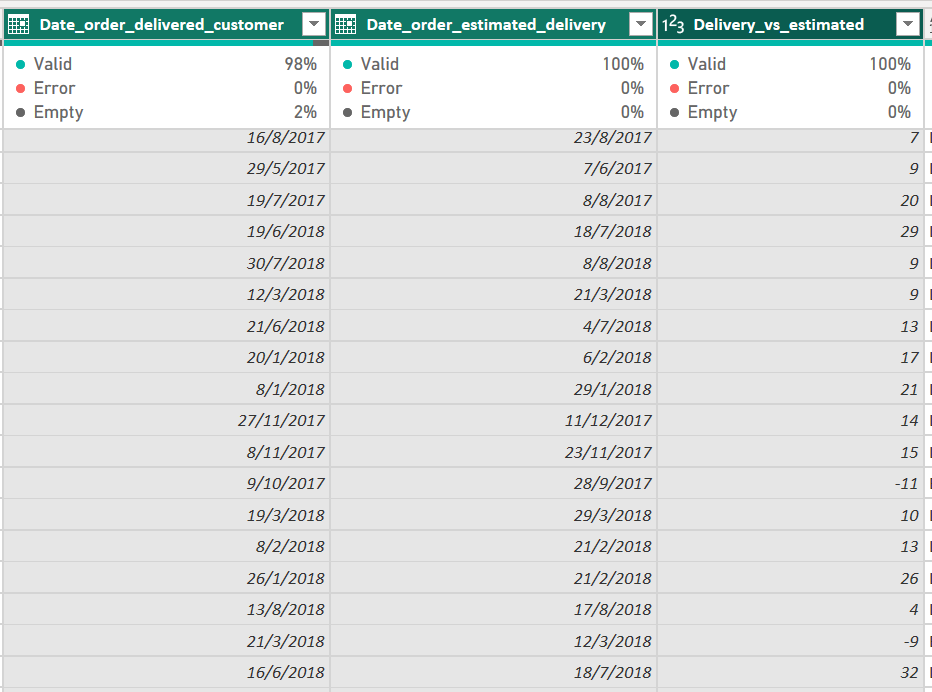 Date_order_delivered_customer Date_order_estimated_delivery 1²3 Delivery_vs_estimated
Valid 98% Valid 100% Valid 100%
Error 0% Error 0% Error 0%
Empty 2% Empty 0% Empty 0%
16/8/2017 23/8/2017 7
29/5/2017 7/6/2017 9
19/7/2017 8/8/2017 20
19/6/2018 18/7/2018 29
30/7/2018 8/8/2018 9
12/3/2018 21/3/2018 9
21/6/2018 4/7/2018 13
20/1/2018 6/2/2018 17
8/1/2018 29/1/2018 21
27/11/2017 11/12/2017 14
8/11/2017 23/11/2017 15
9/10/2017 28/9/2017 -11
19/3/2018 29/3/2018 10
8/2/2018 21/2/2018 13
26/1/2018 21/2/2018 26
13/8/2018 17/8/2018 4
21/3/2018 12/3/2018 -9
16/6/2018 18/7/2018 32